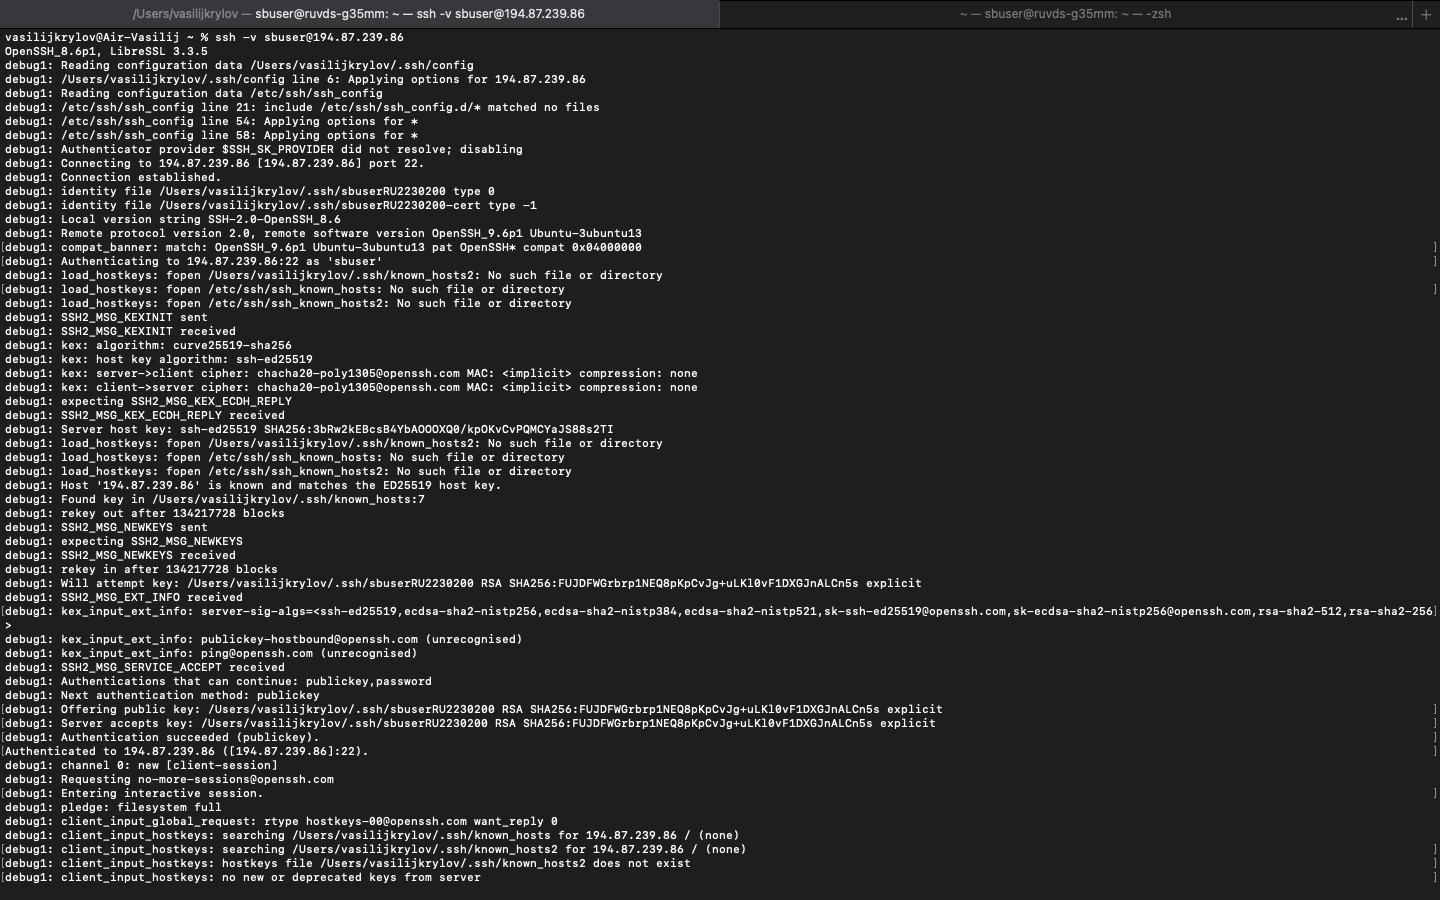 /Users/vasilijkrylov — sbuser@ruvds-g35mm: ~ — ssh -v sbuser@194.87.239.86
~ — sbuser@ruvds-g35mm: ~ — -zsh
... +
vasilijkrylov@Air-Vasilij ~ % ssh -v sbuser@194.87.239.86
OpenSSH_8.6p1, LibreSSL 3.3.5
debug1: Reading configuration data /Users/vasilijkrylov/.ssh/config
debug1: /Users/vasilijkrylov/.ssh/config line 6: Applying options for 194.87.239.86
debug1: Reading configuration data /etc/ssh/ssh_config
debug1: /etc/ssh/ssh_config line 21: include /etc/ssh/ssh_config.d/* matched no files
debug1: /etc/ssh/ssh_config line 54: Applying options for *
debug1: /etc/ssh/ssh_config line 58: Applying options for *
debug1: Authenticator provider $SSH_SK_PROVIDER did not resolve; disabling
debug1: Connecting to 194.87.239.86 [194.87.239.86] port 22.
debug1: Connection established.
debug1: identity file /Users/vasilijkrylov/.ssh/sbuserRU2230200 type 0
debug1: identity file /Users/vasilijkrylov/.ssh/sbuserRU2230200-cert type -1
debug1: Local version string SSH-2.0-OpenSSH_8.6
debug1: Remote protocol version 2.0, remote software version OpenSSH_9.6p1 Ubuntu-3ubuntu13
[debug1: compat_banner: match: OpenSSH_9.6p1 Ubuntu-3ubuntu13 pat OpenSSH* compat 0x04000000 ]
[debug1: Authenticating to 194.87.239.86:22 as 'sbuser' ]
debug1: load_hostkeys: fopen /Users/vasilijkrylov/.ssh/known_hosts2: No such file or directory
[debug1: load_hostkeys: fopen /etc/ssh/ssh_known_hosts: No such file or directory ]
debug1: load_hostkeys: fopen /etc/ssh/ssh_known_hosts2: No such file or directory
debug1: SSH2_MSG_KEXINIT sent
debug1: SSH2_MSG_KEXINIT received
debug1: kex: algorithm: curve25519-sha256
debug1: kex: host key algorithm: ssh-ed25519
debug1: kex: server->client cipher: chacha20-poly1305@openssh.com MAC: <implicit> compression: none
debug1: kex: client->server cipher: chacha20-poly1305@openssh.com MAC: <implicit> compression: none
debug1: expecting SSH2_MSG_KEX_ECDH_REPLY
debug1: SSH2_MSG_KEX_ECDH_REPLY received
debug1: Server host key: ssh-ed25519 SHA256:3bRw2kEBcsB4YbAOOOXQ0/kpOKvCvPQMCYaJS88s2TI
debug1: load_hostkeys: fopen /Users/vasilijkrylov/.ssh/known_hosts2: No such file or directory
debug1: load_hostkeys: fopen /etc/ssh/ssh_known_hosts: No such file or directory
debug1: load_hostkeys: fopen /etc/ssh/ssh_known_hosts2: No such file or directory
debug1: Host '194.87.239.86' is known and matches the ED25519 host key.
debug1: Found key in /Users/vasilijkrylov/.ssh/known_hosts:7
debug1: rekey out after 134217728 blocks
debug1: SSH2_MSG_NEWKEYS sent
debug1: expecting SSH2_MSG_NEWKEYS
debug1: SSH2_MSG_NEWKEYS received
debug1: rekey in after 134217728 blocks
debug1: Will attempt key: /Users/vasilijkrylov/.ssh/sbuserRU2230200 RSA SHA256:FUJDFWGrbrp1NEQ8pKpCvJg+uLKl0vF1DXGJnALCn5s explicit
debug1: SSH2_MSG_EXT_INFO received
[debug1: kex_input_ext_info: server-sig-algs=<ssh-ed25519,ecdsa-sha2-nistp256,ecdsa-sha2-nistp384,ecdsa-sha2-nistp521,sk-ssh-ed25519@openssh.com,sk-ecdsa-sha2-nistp256@openssh.com,rsa-sha2-512,rsa-sha2-256]
>
debug1: kex_input_ext_info: publickey-hostbound@openssh.com (unrecognised)
debug1: kex_input_ext_info: ping@openssh.com (unrecognised)
debug1: SSH2_MSG_SERVICE_ACCEPT received
debug1: Authentications that can continue: publickey,password
debug1: Next authentication method: publickey
[debug1: Offering public key: /Users/vasilijkrylov/.ssh/sbuserRU2230200 RSA SHA256:FUJDFWGrbrp1NEQ8pKpCvJg+uLKl0vF1DXGJnALCn5s explicit ]
[debug1: Server accepts key: /Users/vasilijkrylov/.ssh/sbuserRU2230200 RSA SHA256:FUJDFWGrbrp1NEQ8pKpCvJg+uLKl0vF1DXGJnALCn5s explicit ]
[debug1: Authentication succeeded (publickey). ]
[Authenticated to 194.87.239.86 ([194.87.239.86]:22). ]
debug1: channel 0: new [client-session]
debug1: Requesting no-more-sessions@openssh.com
[debug1: Entering interactive session. ]
debug1: pledge: filesystem full
debug1: client_input_global_request: rtype hostkeys-00@openssh.com want_reply 0
debug1: client_input_hostkeys: searching /Users/vasilijkrylov/.ssh/known_hosts for 194.87.239.86 / (none)
[debug1: client_input_hostkeys: searching /Users/vasilijkrylov/.ssh/known_hosts2 for 194.87.239.86 / (none) ]
[debug1: client_input_hostkeys: hostkeys file /Users/vasilijkrylov/.ssh/known_hosts2 does not exist ]
[debug1: client_input_hostkeys: no new or deprecated keys from server ]